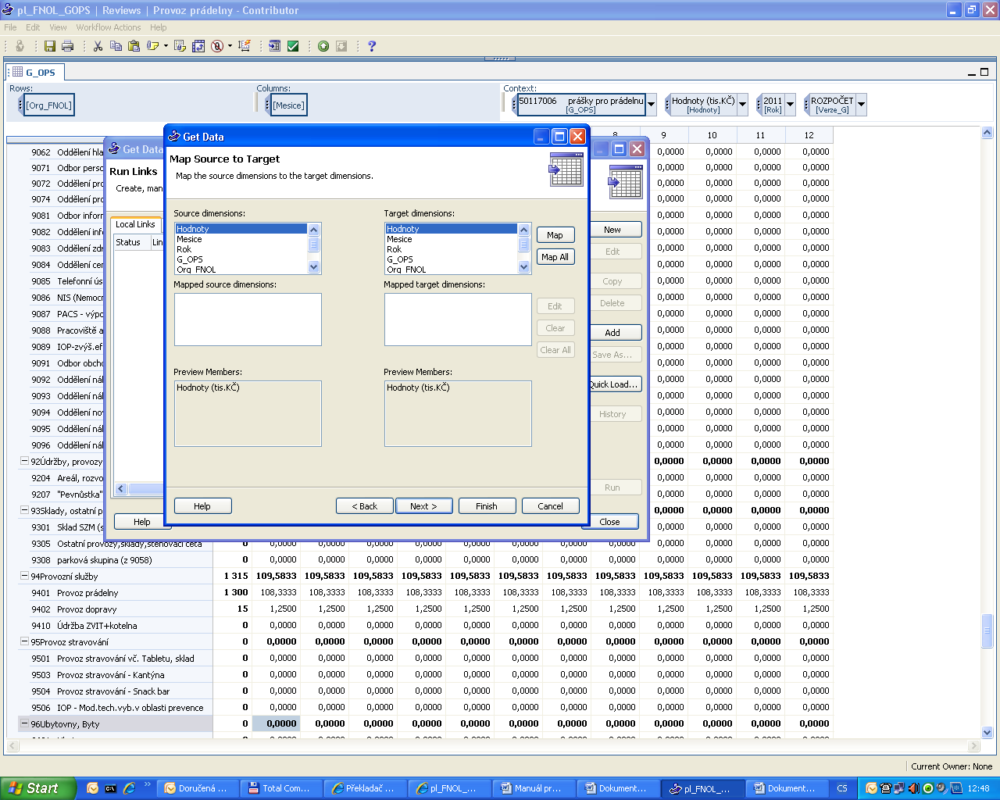 pl_FNOL_GOPS | Reviews | Provoz prádelny - Contributor
File Edit View Workflow Actions Help
G_OPS
Rows: Columns: Context:
[Org_FNOL] [Mesice] 50117006 prášky pro prádelnu [G_OPS] Hodnoty (tis.KČ) [Hodnoty] 2011 [Rok] ROZPOČET [Verze_G]
8 9 10 11 12
Get Data
Map Source to Target
Map the source dimensions to the target dimensions.
Source dimensions: Target dimensions:
Hodnoty Hodnoty
Mesice Mesice
Rok Rok
G_OPS G_OPS
Org_FNOL Org_FNOL
Map
Map All
Mapped source dimensions: Mapped target dimensions:
Edit
Clear
Clear All
Preview Members: Preview Members:
Hodnoty (tis.KČ) Hodnoty (tis.KČ)
Help < Back Next > Finish Cancel
Get Data
Run Links
Create, man
Local Links
Status Lin
New
Edit
Copy
Delete
Add
Save As...
Quick Load...
History
Run
Help Close
9062 Oddělení hla 0,0000 0,0000 0,0000 0,0000
9071 Odbor perso 0,0000 0,0000 0,0000 0,0000
9072 Oddělení pro 0,0000 0,0000 0,0000 0,0000
9074 Oddělení pro 0,0000 0,0000 0,0000 0,0000
9081 Odbor inforr 0,0000 0,0000 0,0000 0,0000
9082 Oddělení infe 0,0000 0,0000 0,0000 0,0000
9083 Oddělení zdr 0,0000 0,0000 0,0000 0,0000
9084 Oddělení cen 0,0000 0,0000 0,0000 0,0000
9085 Telefonní ús 0,0000 0,0000 0,0000 0,0000
9086 NIS (Nemocr 0,0000 0,0000 0,0000 0,0000
9087 PACS - výpo 0,0000 0,0000 0,0000 0,0000
9088 Pracoviště a 0,0000 0,0000 0,0000 0,0000
9089 IOP-zvýš.ef 0,0000 0,0000 0,0000 0,0000
9091 Odbor obcho 0,0000 0,0000 0,0000 0,0000
9092 Oddělení nál 0,0000 0,0000 0,0000 0,0000
9093 Oddělení nál 0,0000 0,0000 0,0000 0,0000
9094 Oddělení nov 0,0000 0,0000 0,0000 0,0000
9095 Oddělení nál 0,0000 0,0000 0,0000 0,0000
9096 Oddělení nál 0,0000 0,0000 0,0000 0,0000
92Údržby, provozy 0,0000 0,0000 0,0000 0,0000
9204 Areál, rozvo 0,0000 0,0000 0,0000 0,0000
9207 "Pevnůstka" 0,0000 0,0000 0,0000 0,0000
93Sklady, ostatní p 0,0000 0,0000 0,0000 0,0000
9301 Sklad SZM (s 0,0000 0,0000 0,0000 0,0000
9305 Ostatní provozy,sklady,stěhovací četa 0 0,0000 0,0000 0,0000 0,0000 0,0000 0,0000 0,0000 0,0000 0,0000 0,0000 0,0000 0,0000
9308 parková skupina (z 9058) 0 0,0000 0,0000 0,0000 0,0000 0,0000 0,0000 0,0000 0,0000 0,0000 0,0000 0,0000 0,0000
94Provozní služby 1 315 109,5833 109,5833 109,5833 109,5833 109,5833 109,5833 109,5833 109,5833 109,5833 109,5833 109,5833 109,5833
9401 Provoz prádelny 1 300 108,3333 108,3333 108,3333 108,3333 108,3333 108,3333 108,3333 108,3333 108,3333 108,3333 108,3333 108,3333
9402 Provoz dopravy 15 1,2500 1,2500 1,2500 1,2500 1,2500 1,2500 1,2500 1,2500 1,2500 1,2500 1,2500 1,2500
9410 Údržba ZVIT+kotelna 0 0,0000 0,0000 0,0000 0,0000 0,0000 0,0000 0,0000 0,0000 0,0000 0,0000 0,0000 0,0000
95Provoz stravování 0 0,0000 0,0000 0,0000 0,0000 0,0000 0,0000 0,0000 0,0000 0,0000 0,0000 0,0000 0,0000
9501 Provoz stravování vč. Tabletu, sklad 0 0,0000 0,0000 0,0000 0,0000 0,0000 0,0000 0,0000 0,0000 0,0000 0,0000 0,0000 0,0000
9503 Provoz stravování - Kantýna 0 0,0000 0,0000 0,0000 0,0000 0,0000 0,0000 0,0000 0,0000 0,0000 0,0000 0,0000 0,0000
9504 Provoz stravování - Snack bar 0 0,0000 0,0000 0,0000 0,0000 0,0000 0,0000 0,0000 0,0000 0,0000 0,0000 0,0000 0,0000
9506 IOP - Mod.tech.vyb.v oblasti prevence 0 0,0000 0,0000 0,0000 0,0000 0,0000 0,0000 0,0000 0,0000 0,0000 0,0000 0,0000 0,0000
96Ubytovny, Byty 0 0,0000 0,0000 0,0000 0,0000 0,0000 0,0000 0,0000 0,0000 0,0000 0,0000 0,0000 0,0000
Current Owner: None
Start Doručená ... Total Com... Překladač ... pl_FNOL_... Manuál pr... Dokument... pl_FNOL_... Dokument... CS 12:48